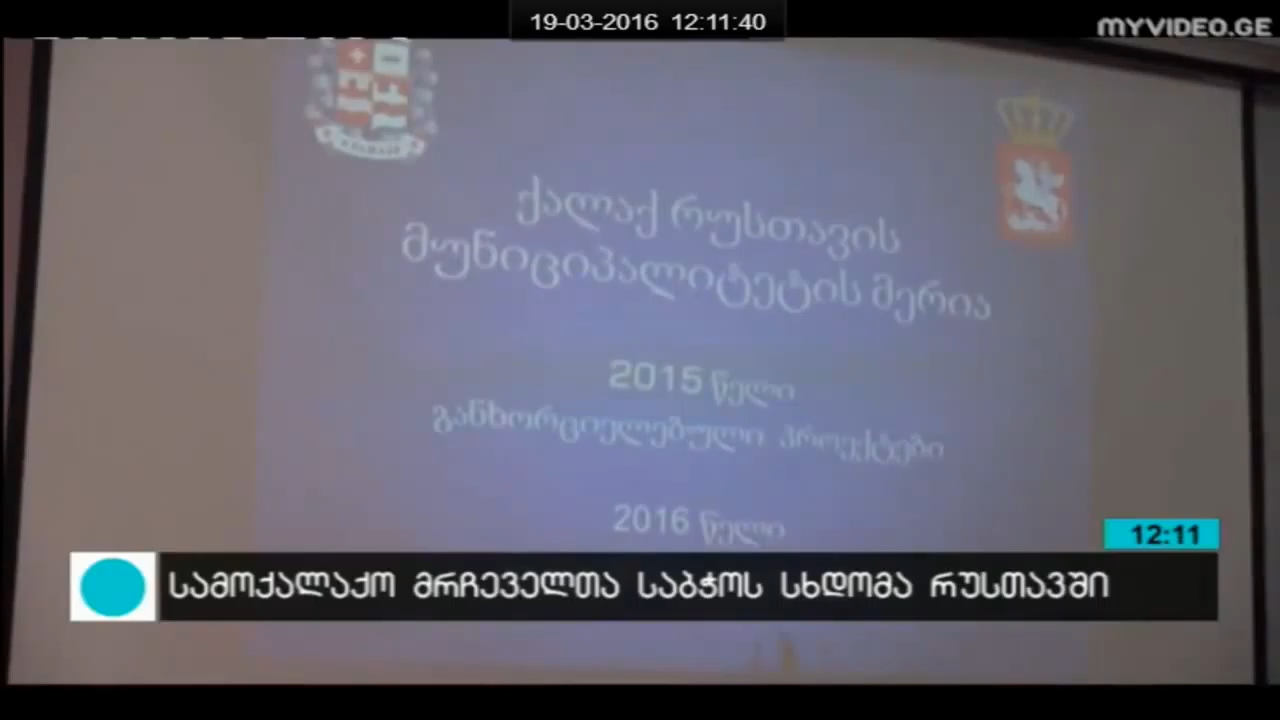 19-03-2016 12:11:40
MYVIDEO.GE
ქალაქ რუსთავის
მუნიციპალიტეტის მერია
2015 წელი
განხორციელებული პროექტები
2016 წელი
12:11
სამოქალაქო მრჩეველთა საბჭოს სხდომა რუსთავში